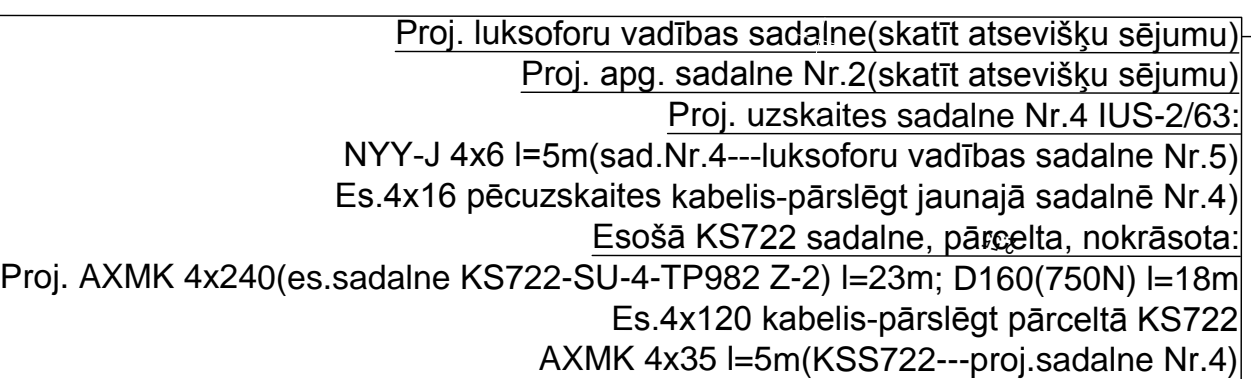 Proj. luksoforu vadības sadalne(skatīt atsevišķu sējumu)
Proj. apg. sadalne Nr.2(skatīt atsevišķu sējumu)
Proj. uzskaites sadalne Nr.4 IUS-2/63:
NYY-J 4x6 l=5m(sad.Nr.4---luksoforu vadības sadalne Nr.5)
Es.4x16 pēcuzskaites kabelis-pārslēgt jaunajā sadalnē Nr.4)
Esošā KS722 sadalne, pārcelta, nokrāsota:
Proj. AXMK 4x240(es.sadalne KS722-SU-4-TP982 Z-2) l=23m; D160(750N) l=18m
Es.4x120 kabelis-pārslēgt pārceltā KS722
AXMK 4x35 l=5m(KSS722---proj.sadalne Nr.4)